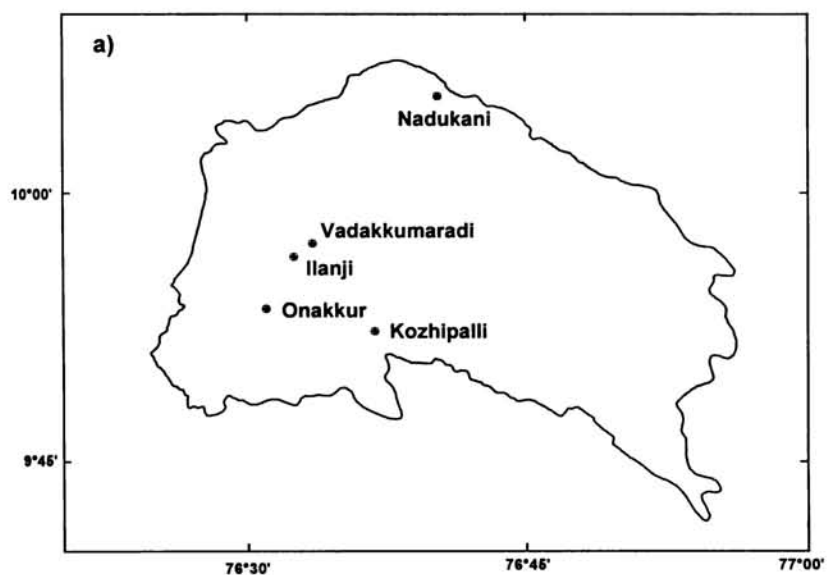 a)
Nadukani
10°00'
Vadakkumaradi
Ilanji
Onakkur
Kozhipalli
9°45'
76°30'
76°45'
77°00'